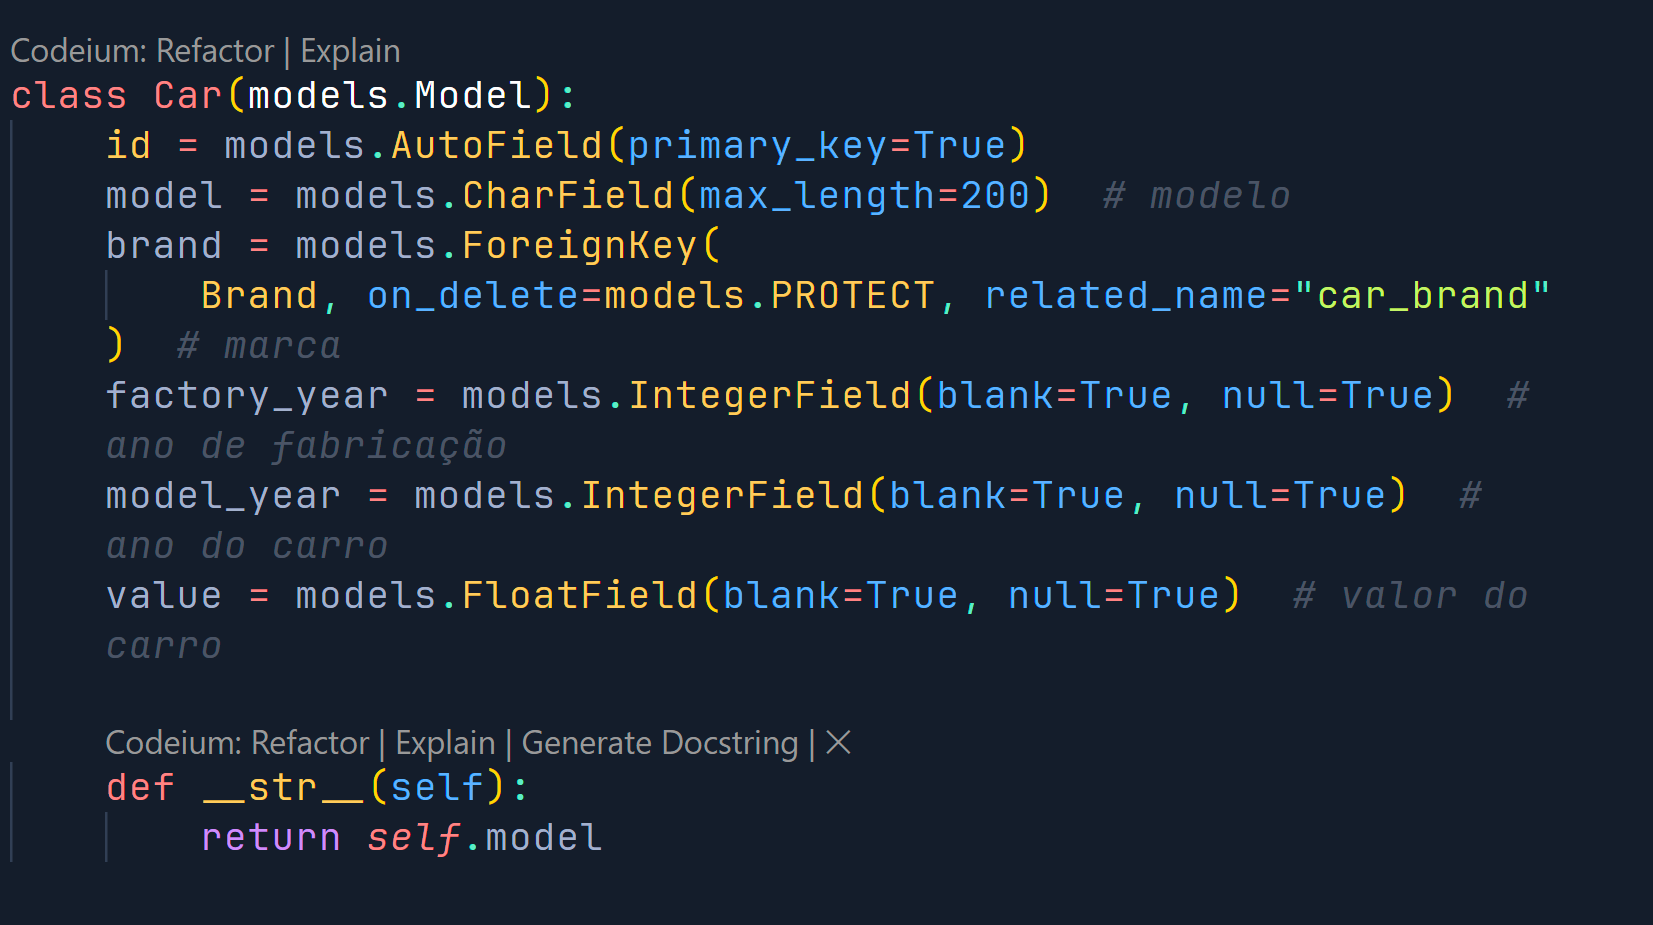 Codeium: Refactor | Explain
class Car(models.Model):
    id = models.AutoField(primary_key=True)
    model = models.CharField(max_length=200)  # modelo
    brand = models.ForeignKey(
        Brand, on_delete=models.PROTECT, related_name="car_brand"
    )  # marca
    factory_year = models.IntegerField(blank=True, null=True)  #
    ano de fabricação
    model_year = models.IntegerField(blank=True, null=True)  #
    ano do carro
    value = models.FloatField(blank=True, null=True)  # valor do
    carro
    Codeium: Refactor | Explain | Generate Docstring | ×
    def __str__(self):
        return self.model